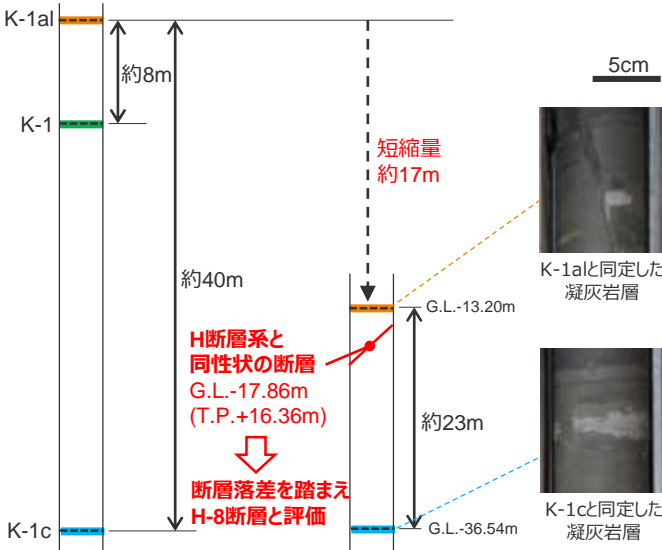 K-1al
約8m
K-1
約40m
K-1c
短縮量
約17m
H断層系と
同性状の断層
G.L.-17.86m
(T.P.+16.36m)
断層落差を踏まえ
H-8断層と評価
G.L.-13.20m
約23m
G.L.-36.54m
5cm
K-1alと同定した
凝灰岩層
K-1cと同定した
凝灰岩層